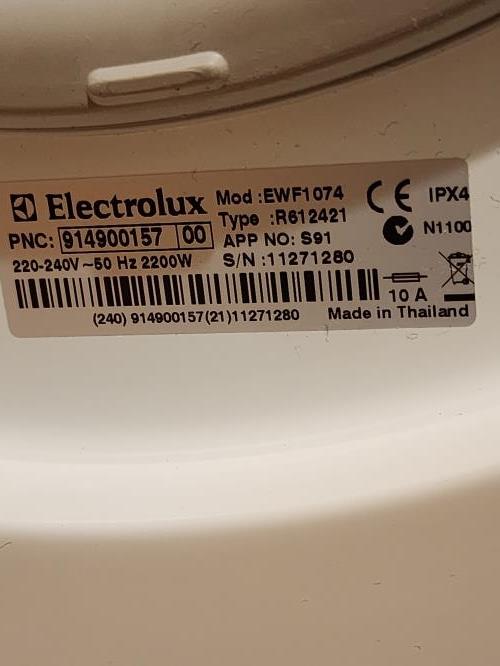 Electrolux
Mod :EWF1074
IPX4
PNC: 914900157 00
Type :R612421
APP NO: S91
N1100
220-240V ~50 Hz 2200W
S/N :11271280
10 A
(240) 914900157(21)11271280
Made in Thailand